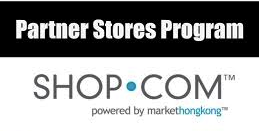 Partner Stores Program
SHOP•COM™
powered by markethongkong™